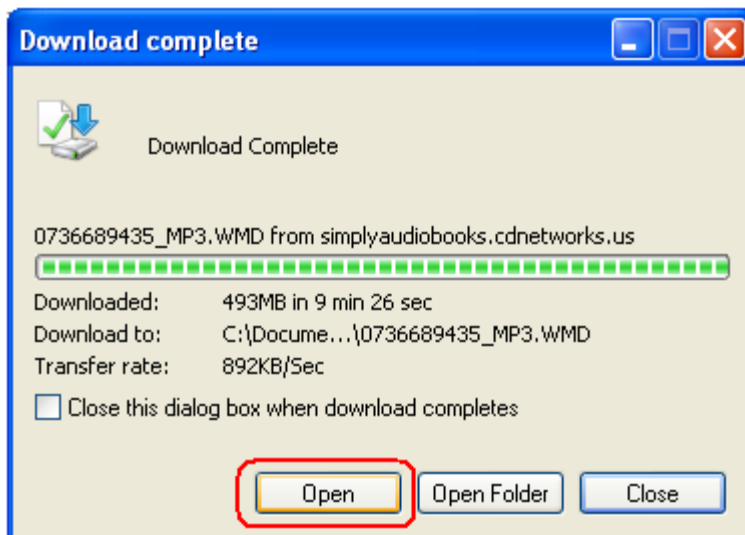 Download complete
Download Complete
0736689435_MP3.WMD from simplyaudiobooks.cdnetworks.us
Downloaded: 493MB in 9 min 26 sec
Download to: C:\Docume...\0736689435_MP3.WMD
Transfer rate: 892KB/Sec
Close this dialog box when download completes
Open Open Folder Close